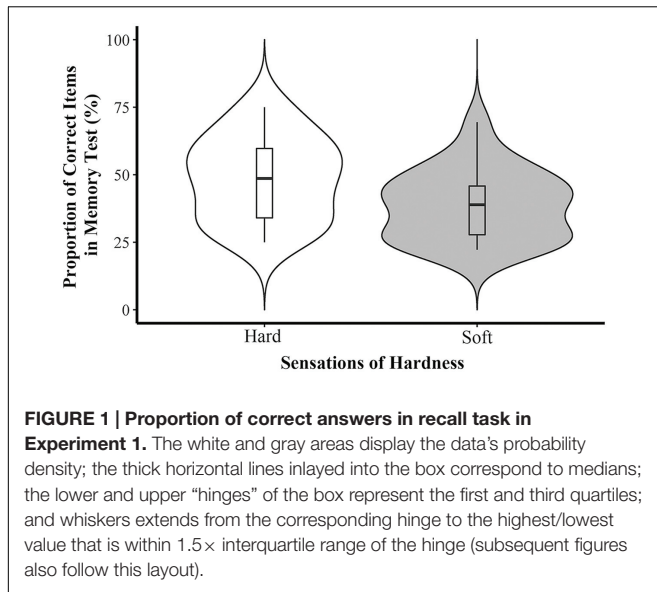 100
75
50
25
0
Proportion of Correct Items
in Memory Test (%)
Hard
Soft
Sensations of Hardness
FIGURE 1 | Proportion of correct answers in recall task in
Experiment 1. The white and gray areas display the data's probability
density; the thick horizontal lines inlayed into the box correspond to medians;
the lower and upper “hinges” of the box represent the first and third quartiles;
and whiskers extends from the corresponding hinge to the highest/lowest
value that is within 1.5× interquartile range of the hinge (subsequent figures
also follow this layout).